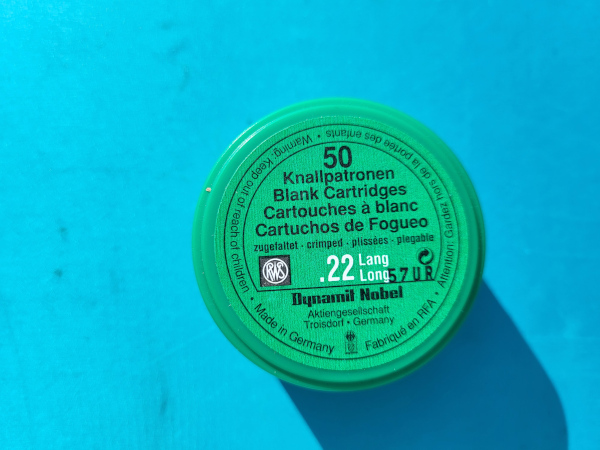 50
Knallpatronen
Blank Cartridges
Cartouches à blanc
Cartuchos de Fogueo
zugefaltet - crimped - plissées - plegable
RWS
.22 Lang
Long
57UR
Dynamit Nobel
Aktiengesellschaft
Troisdorf • Germany
Warning: Keep out of reach of children •
Made in Germany
Fabriqué en RFA •
Attention: Gardez hors de la portée des enfants •